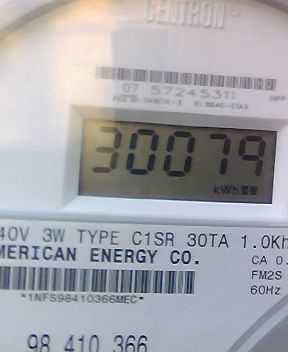 CENTRON®
07 57245311
30079
kWh
40V 3W TYPE C1SR 30TA 1.0Kh
MERICAN ENERGY CO.
CA 0.
FM2S
60Hz
*1NFS98410366MEC*
98 410 366